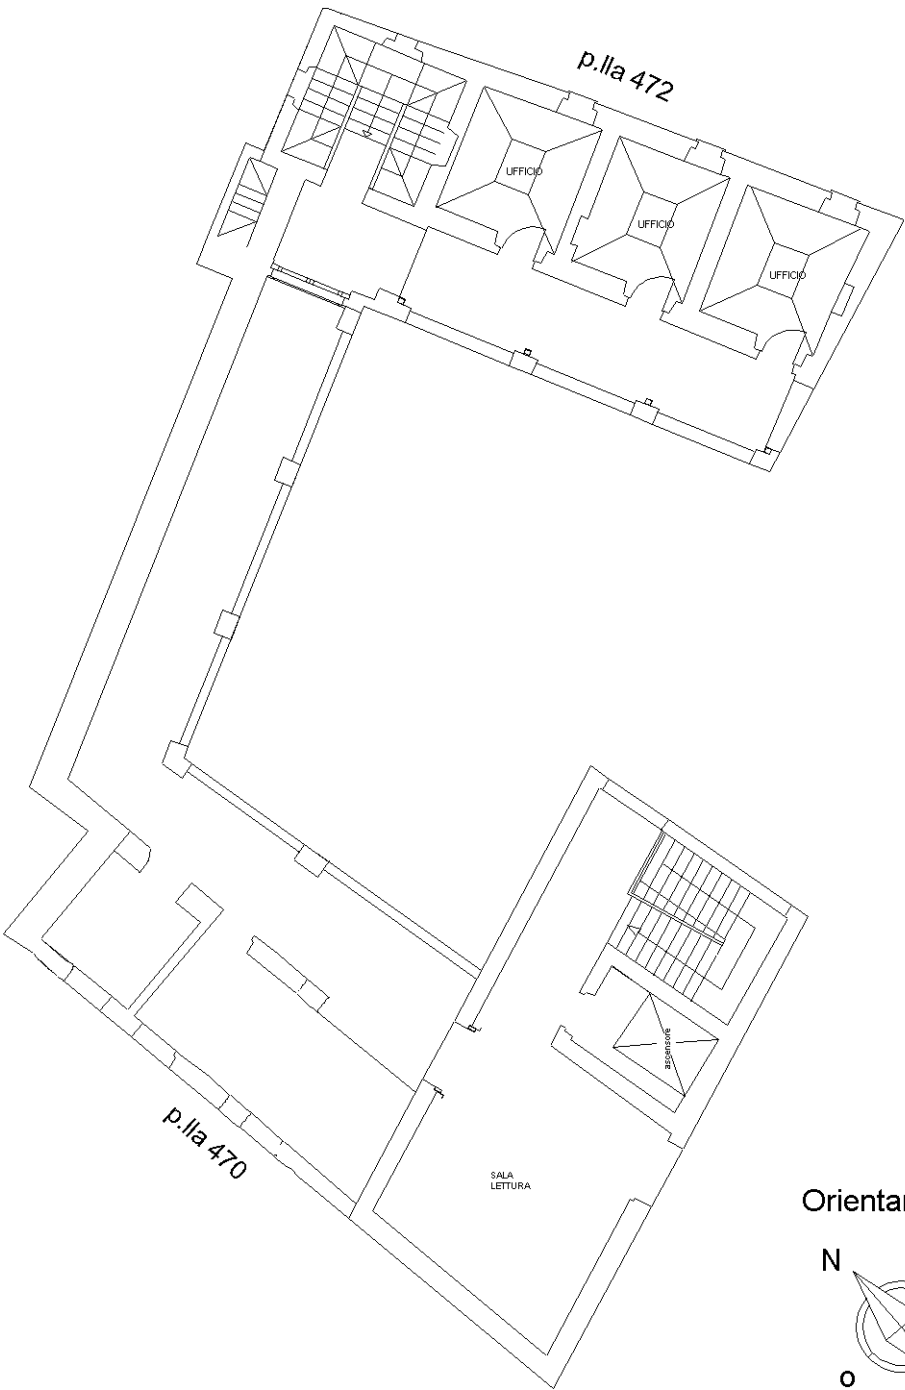 p.lla 472
UFFICIO
UFFICIO
UFFICIO
ascensore
p.lla 470
SALA
LETTURA
Orientar
N
O